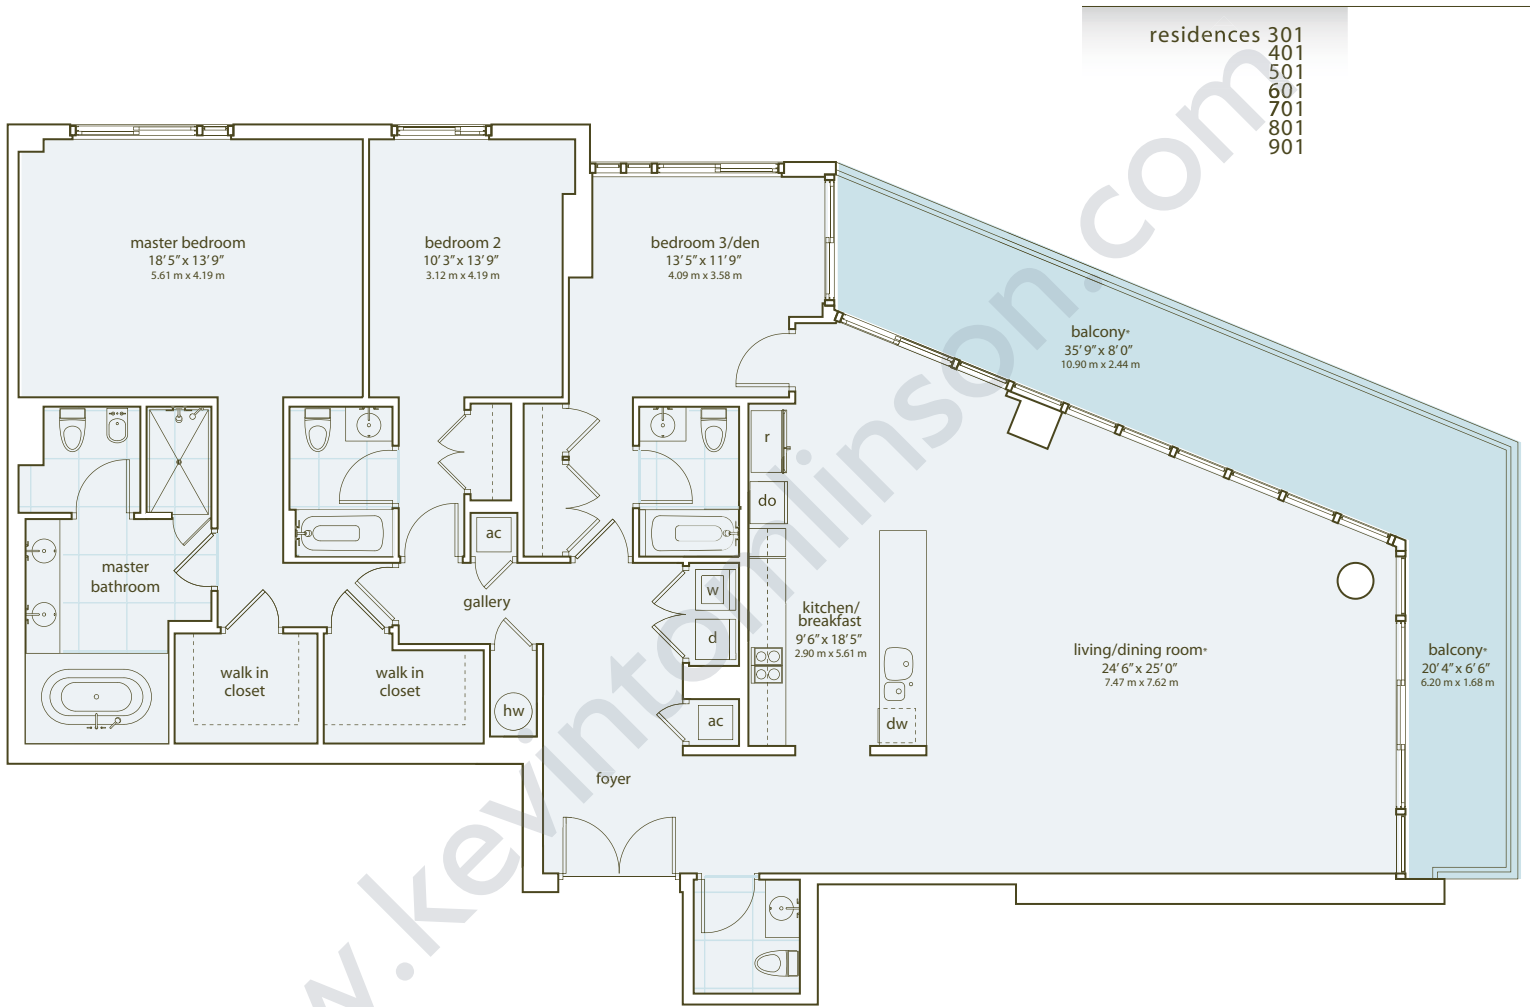 residences 301
401
501
601
701
801
901
master bedroom
18' 5" x 13' 9"
5.61 m x 4.19 m
bedroom 2
10' 3" x 13' 9"
3.12 m x 4.19 m
bedroom 3/den
13' 5" x 11' 9"
4.09 m x 3.58 m
balcony*
35' 9" x 8' 0"
10.90 m x 2.44 m
r
do
ac
master
bathroom
gallery
w
d
kitchen/
breakfast
9' 6" x 18' 5"
2.90 m x 5.61 m
living/dining room*
24' 6" x 25' 0"
7.47 m x 7.62 m
balcony*
20' 4" x 6' 6"
6.20 m x 1.68 m
walk in
closet
walk in
closet
hw
ac
dw
foyer
w.kevintomlinson.com